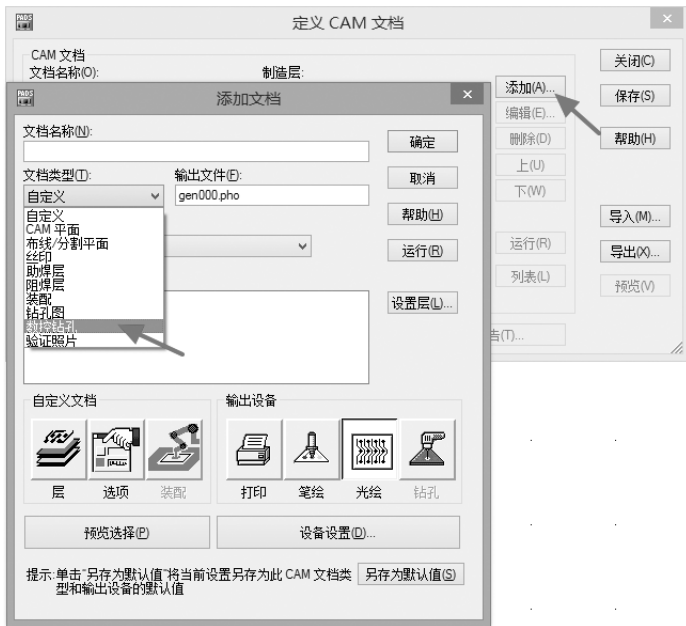 PADS
定义 CAM 文档
CAM 文档
文档名称(O):
制造层:
关闭(C)
添加(A)...
保存(S)
编辑(E)...
删除(D)
帮助(H)
上(U)
下(W)
导入(M)...
运行(R)
导出(X)...
列表(L)
预览(V)
告(T)...
PADS
添加文档
文档名称(N):
确定
文档类型(T):
输出文件(F):
取消
自定义
gen000.pho
帮助(H)
自定义
CAM 平面
布线/分割平面
运行(R)
丝印
助焊层
阻焊层
装配
设置层(L)...
钻孔图
数控钻孔
验证照片
自定义文档
输出设备
层
选项
装配
打印
笔绘
光绘
钻孔
预览选择(P)
设备设置(D)...
提示:单击“另存为默认值”将当前设置另存为此 CAM 文档类
型和输出设备的默认值
另存为默认值(S)